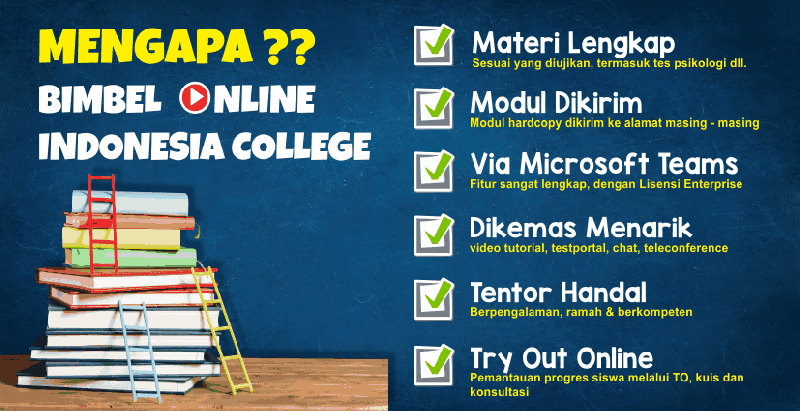 MENGAPA ??
BIMBEL ONLINE
INDONESIA COLLEGE
Materi Lengkap
Sesuai yang diujikan, termasuk tes psikologi dll.
Modul Dikirim
Modul hardcopy dikirim ke alamat masing - masing
Via Microsoft Teams
Fitur sangat lengkap, dengan Lisensi Enterprise
Dikemas Menarik
video tutorial, testportal, chat, teleconference
Tentor Handal
Berpengalaman, ramah & berkompeten
Try Out Online
Pemantauan progres siswa melalui TO, kuis dan
konsultasi